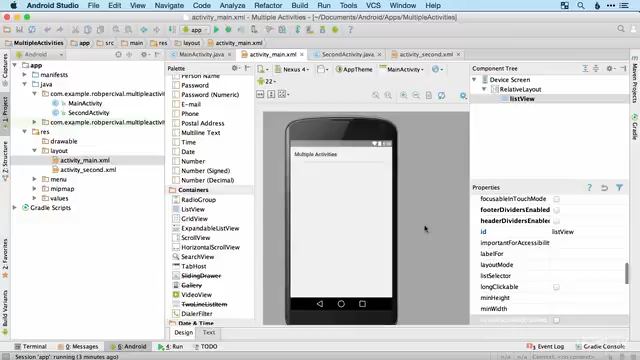 Android Studio File Edit View Navigate Code Analyze Refactor Build Run Tools VCS Window Help
activity_main.xml - Multiple Activities - [~/Documents/Android/Apps/MultipleActivities]
app
MultipleActivities app src main res layout activity_main.xml
Android
MainActivity.java activity_main.xml SecondActivity.java activity_second.xml
app
manifests
java
com.example.robpercival.multipleactivi
MainActivity
SecondActivity
com.example.robpercival.multipleactivi
res
drawable
layout
activity_main.xml
activity_second.xml
menu
mipmap
values
Gradle Scripts
Captures
1: Project
7: Structure
2: Favorites
Build Variants
Palette
Person Name
Password
Password (Numeric)
E-mail
Phone
Postal Address
Multiline Text
Time
Date
Number
Number (Signed)
Number (Decimal)
Containers
RadioGroup
ListView
GridView
ExpandableListView
ScrollView
HorizontalScrollView
SearchView
TabHost
SlidingDrawer
Gallery
VideoView
TwoLineListItem
DialerFilter
Date & Time
Design Text
Nexus 4 AppTheme MainActivity
22
Multiple Activities
Component Tree
Device Screen
RelativeLayout
listView
Properties
focusableInTouchMode
footerDividersEnabled
headerDividersEnabled
id listView
importantForAccessibilit
labelFor
layoutMode
listSelector
longClickable
minHeight
minWidth
Maven Projects
Gradle
Terminal 0: Messages 6: Android 4: Run TODO
Event Log Gradle Console
Session 'app': running (3 minutes ago)